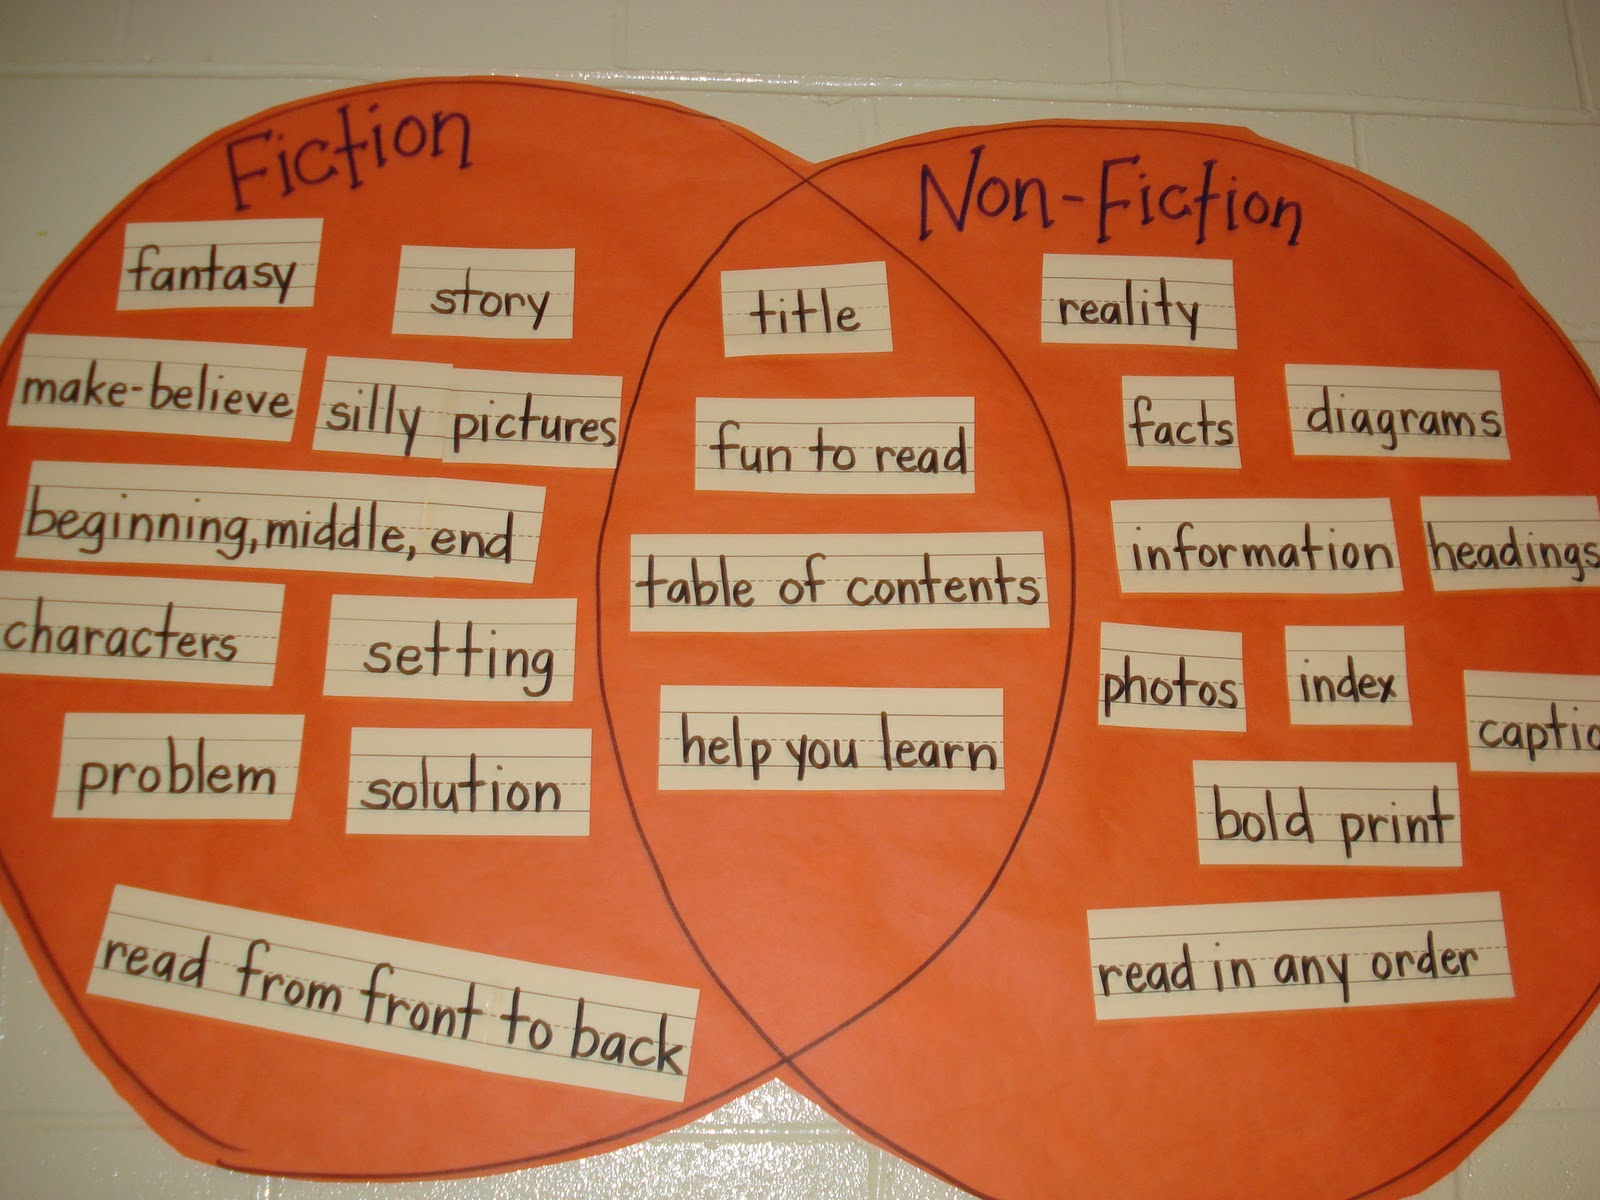 Fiction
fantasy
story
make-believe
silly pictures
beginning, middle, end
characters
setting
problem
solution
read from front to back
title
fun to read
table of contents
help you learn
Non-Fiction
reality
facts
diagrams
information
headings
photos
index
captio
bold print
read in any order